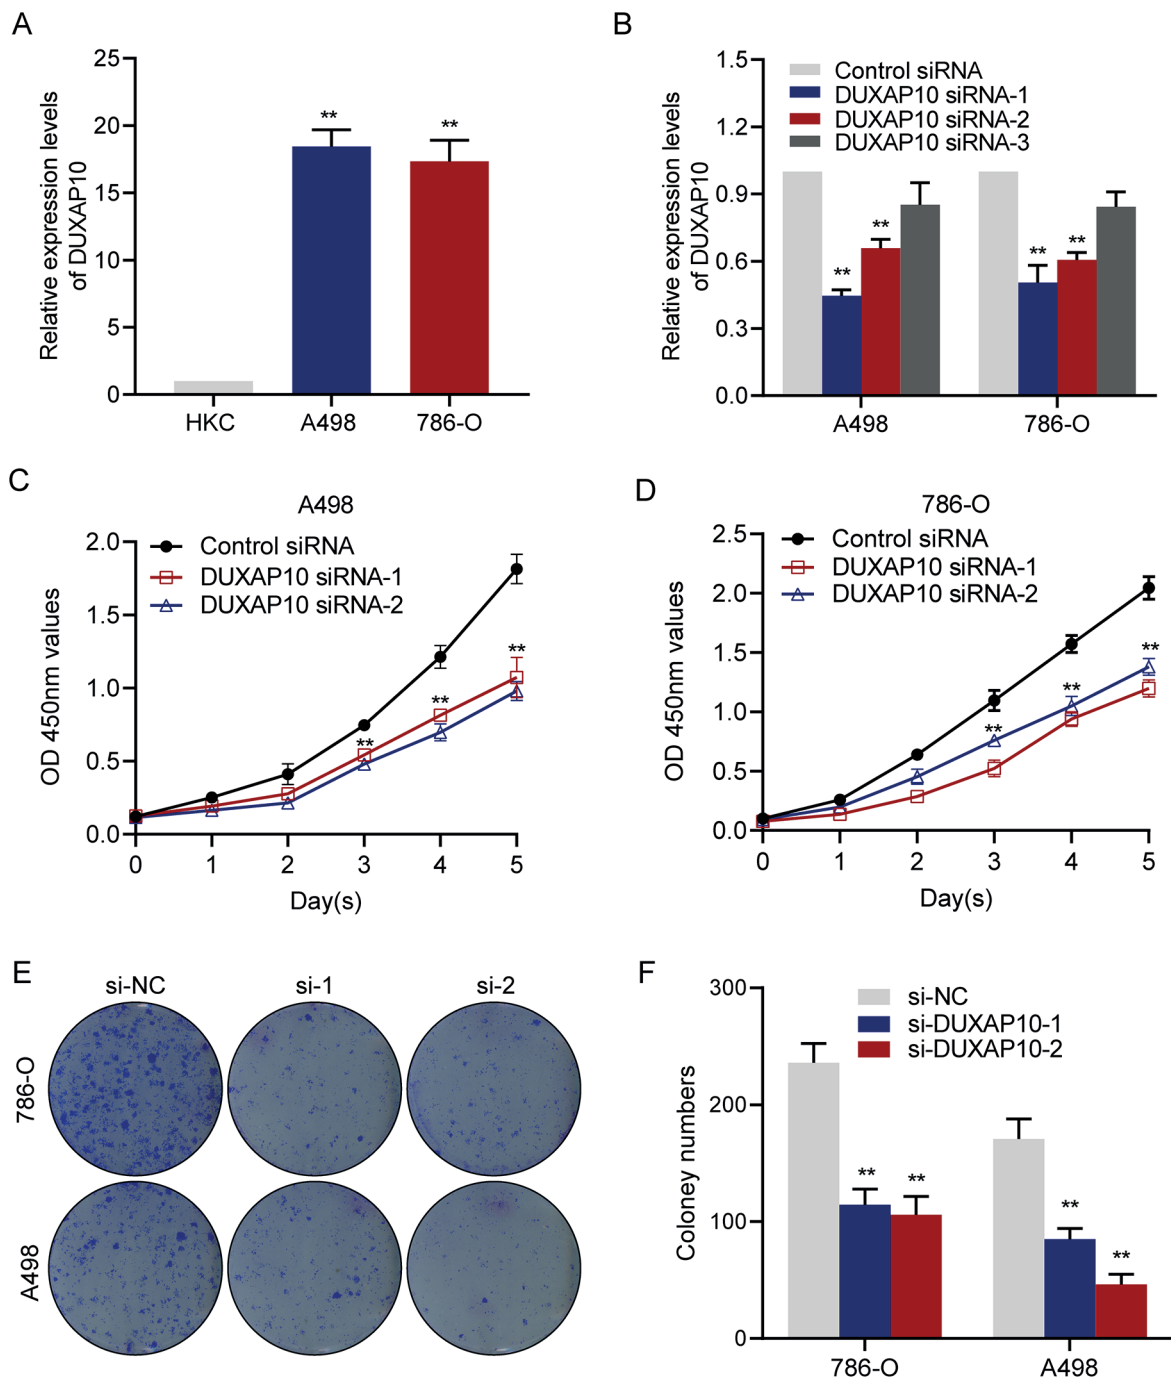 A
Relative expression levels
of DUXAP10
25
20
15
10
5
0
**
**
HKC
A498
786-O
B
Relative expression levels
of DUXAP10
1.5
1.2
0.9
0.6
0.3
0.0
Control siRNA
DUXAP10 siRNA-1
DUXAP10 siRNA-2
DUXAP10 siRNA-3
**
**
**
**
A498
786-O
C
A498
OD 450nm values
2.0
1.5
1.0
0.5
0.0
Control siRNA
DUXAP10 siRNA-1
DUXAP10 siRNA-2
**
**
**
0 1 2 3 4 5
Day(s)
D
786-O
OD 450nm values
2.5
2.0
1.5
1.0
0.5
0.0
Control siRNA
DUXAP10 siRNA-1
DUXAP10 siRNA-2
**
**
**
0 1 2 3 4 5
Day(s)
E
si-NC si-1 si-2
786-O
A498
F
Coloney numbers
300
200
100
0
si-NC
si-DUXAP10-1
si-DUXAP10-2
**
**
**
**
786-O
A498